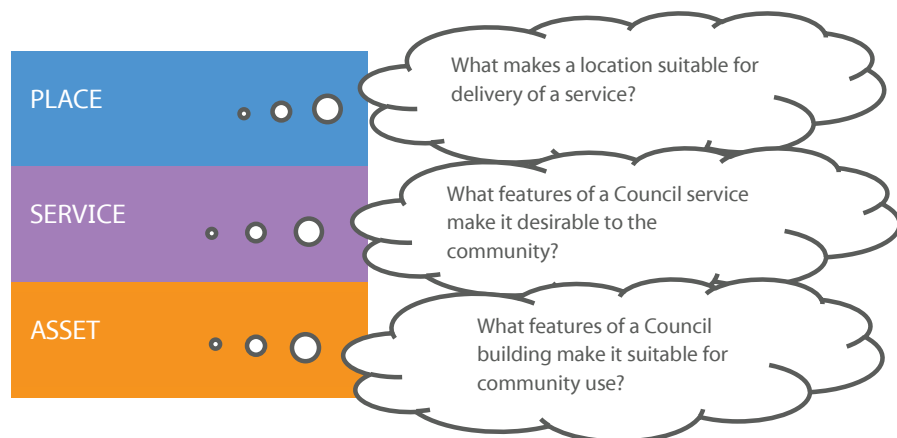 PLACE
What makes a location suitable for
delivery of a service?
SERVICE
What features of a Council service
make it desirable to the
community?
ASSET
What features of a Council
building make it suitable for
community use?